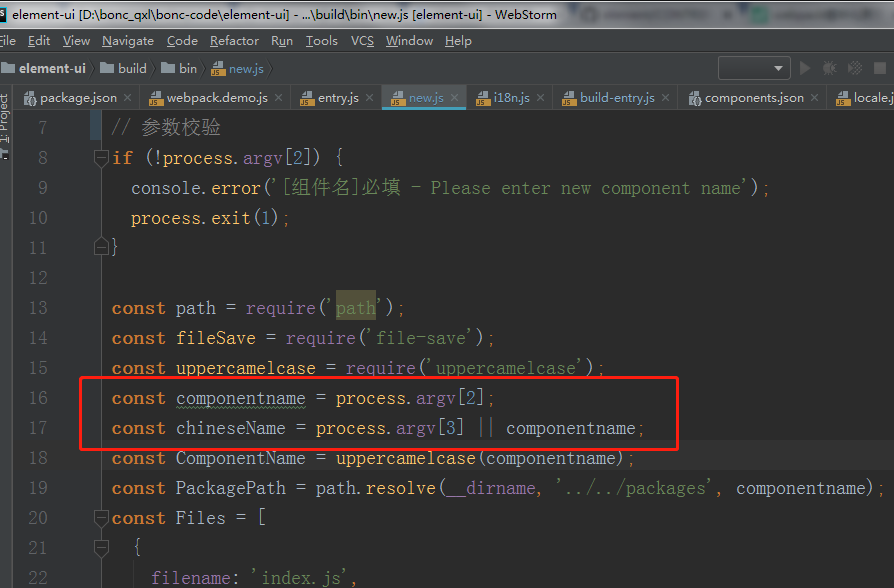 element-ui [D:\bonc_qxl\bonc-code\element-ui] - ...\build\bin\new.js [element-ui] - WebStorm
File Edit View Navigate Code Refactor Run Tools VCS Window Help
element-ui build bin new.js
package.json webpack.demo.js entry.js new.js i18n.js build-entry.js components.json locale.j
1: Project
7 // 参数校验
8 if (!process.argv[2]) {
9 console.error('[组件名]必填 - Please enter new component name');
10 process.exit(1);
11 }
12
13 const path = require('path');
14 const fileSave = require('file-save');
15 const uppercamelcase = require('uppercamelcase');
16 const componentname = process.argv[2];
17 const chineseName = process.argv[3] || componentname;
18 const ComponentName = uppercamelcase(componentname);
19 const PackagePath = path.resolve(__dirname, '../../packages', componentname);
20 const Files = [
21 {
22 filename: 'index.js',